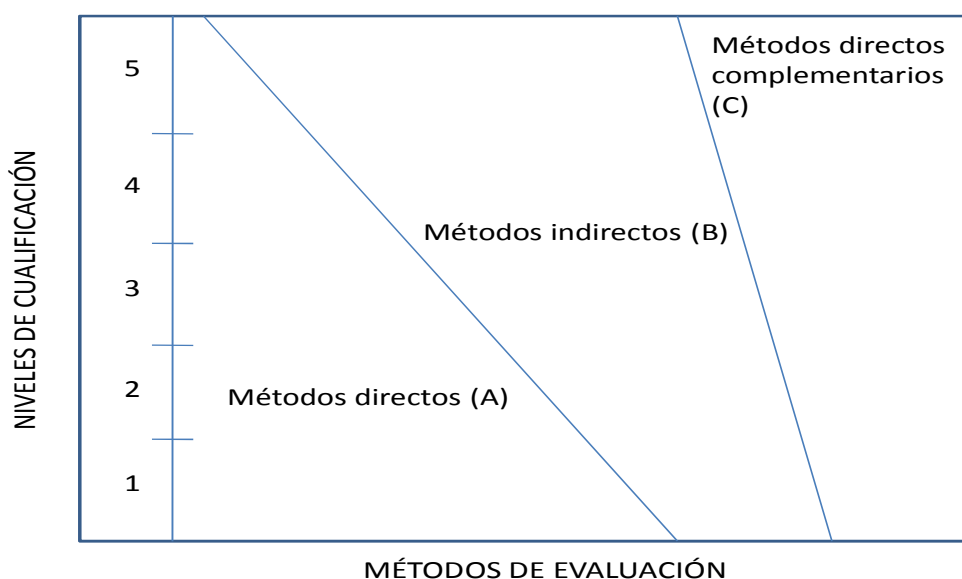 NIVELES DE CUALIFICACIÓN
5
4
3
2
1
Métodos directos
complementarios
(C)
Métodos indirectos (B)
Métodos directos (A)
MÉTODOS DE EVALUACIÓN